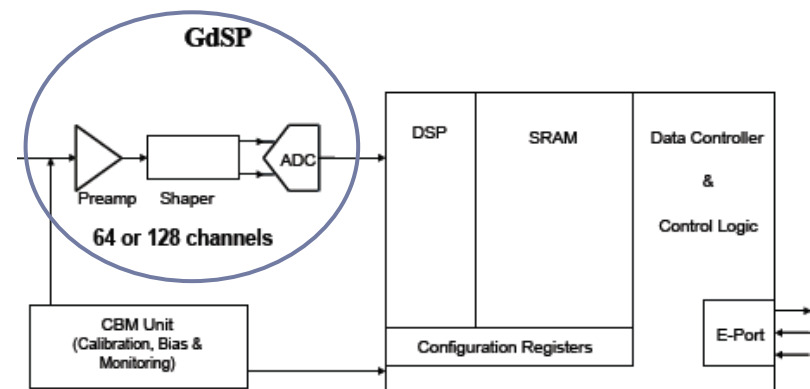 GdSP
ADC
Preamp
Shaper
64 or 128 channels
CBM Unit
(Calibration, Bias &
Monitoring)
DSP
SRAM
Data Controller
&
Control Logic
Configuration Registers
E-Port